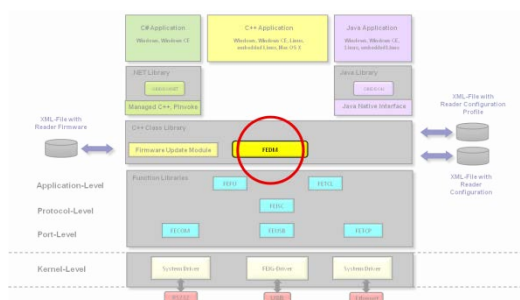 C# Application
Windows, Windows CE
C++ Application
Windows, Windows CE, Linux,
embedded Linux, Mac OS X
Java Application
Windows, Windows CE,
Linux, embedded Linux
.NET Library
Managed C++, PInvoke
Java Library
Java Native Interface
XML-File with
Reader Firmware
C++ Class Library
Firmware Update Module
FEDM
XML-File with
Reader Configuration
Profile
XML-File with
Reader
Configuration
Function Libraries
Application-Level
FETCL
Protocol-Level
FEISC
Port-Level
FECOM
FEUSB
FETCP
Kernel-Level
System Driver
FEIG Driver
System Driver
USB
Ethernet